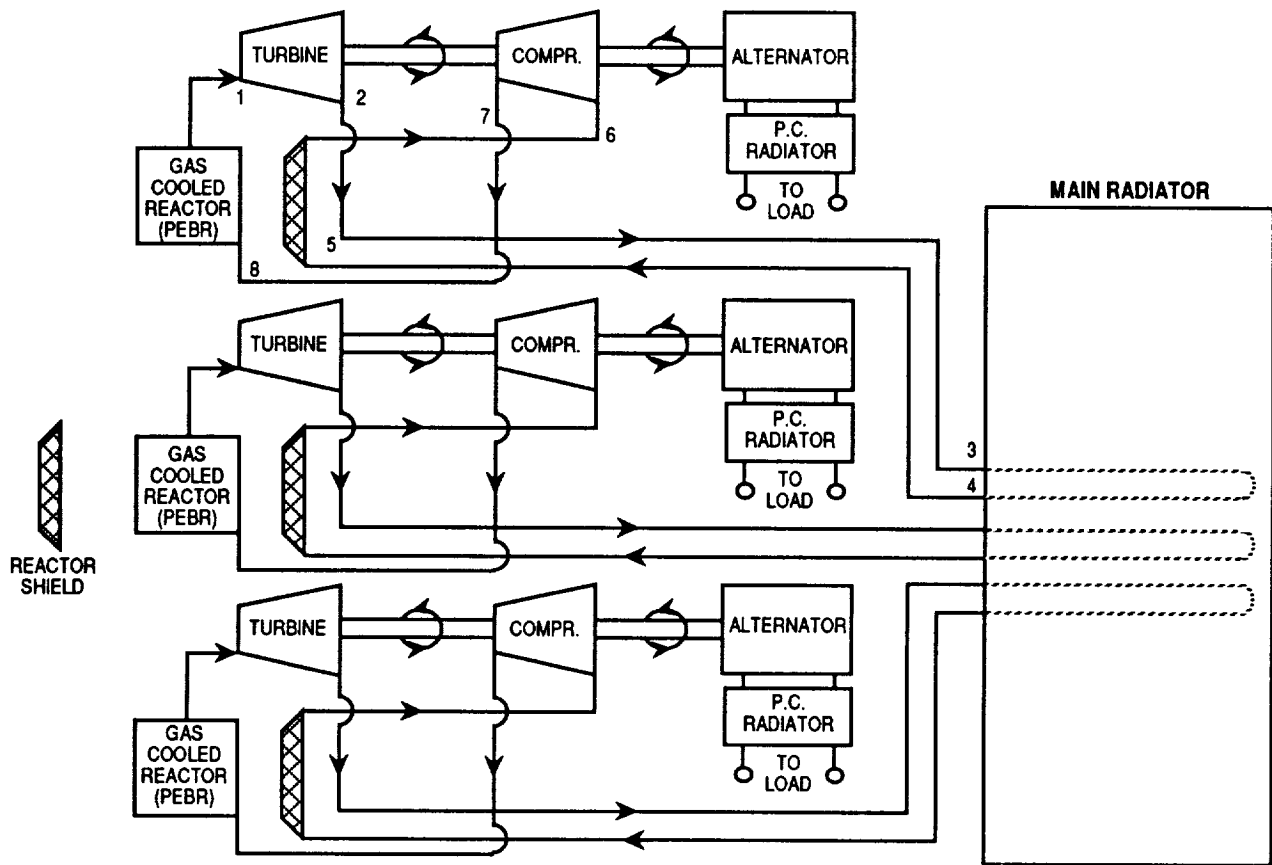 TURBINE
COMPR.
ALTERNATOR
1
2
7
6
P.C.
RADIATOR
GAS
COOLED
REACTOR
(PEBR)
TO
LOAD
MAIN RADIATOR
5
8
TURBINE
COMPR.
ALTERNATOR
P.C.
RADIATOR
GAS
COOLED
REACTOR
(PEBR)
TO
LOAD
3
4
REACTOR
SHIELD
TURBINE
COMPR.
ALTERNATOR
P.C.
RADIATOR
GAS
COOLED
REACTOR
(PEBR)
TO
LOAD